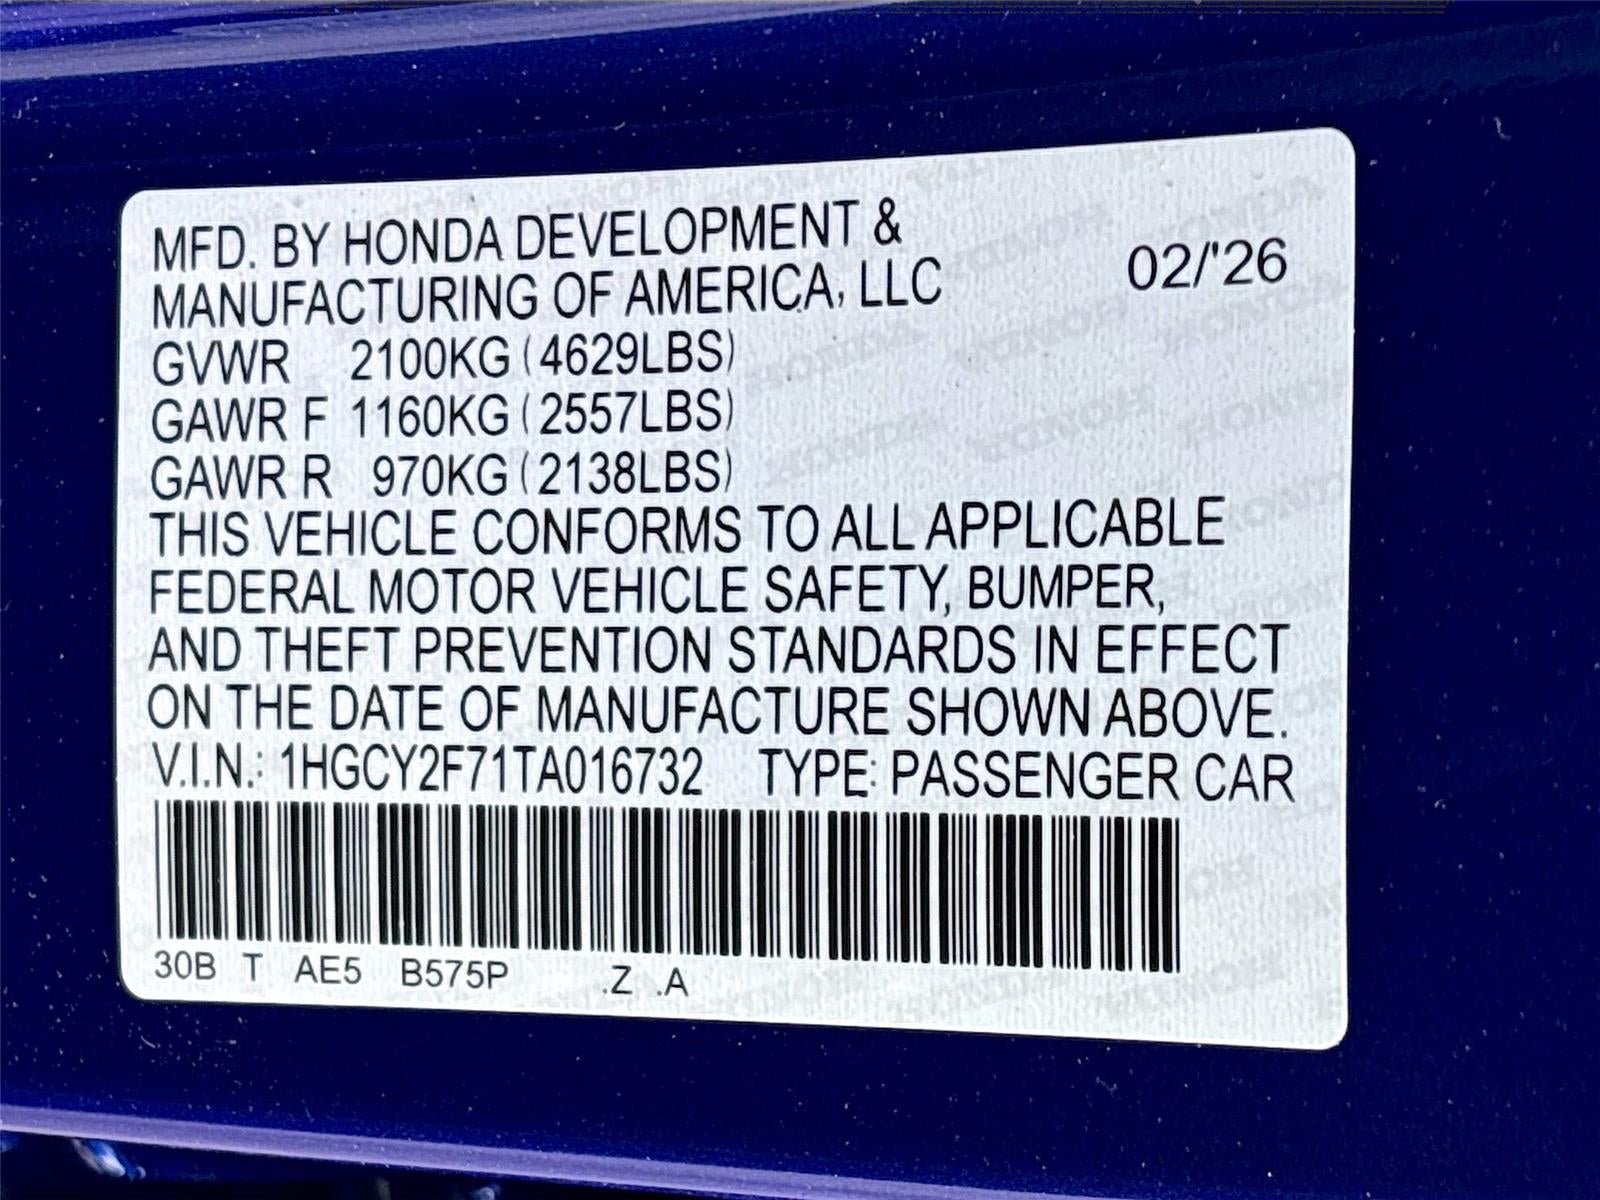 MFD. BY HONDA DEVELOPMENT &
MANUFACTURING OF AMERICA, LLC 02/'26
GVWR 2100KG (4629LBS)
GAWR F 1160KG (2557LBS)
GAWR R 970KG (2138LBS)
THIS VEHICLE CONFORMS TO ALL APPLICABLE
FEDERAL MOTOR VEHICLE SAFETY, BUMPER,
AND THEFT PREVENTION STANDARDS IN EFFECT
ON THE DATE OF MANUFACTURE SHOWN ABOVE.
V.I.N.: 1HGCY2F71TA016732 TYPE: PASSENGER CAR
30B T AE5 B575P .Z .A